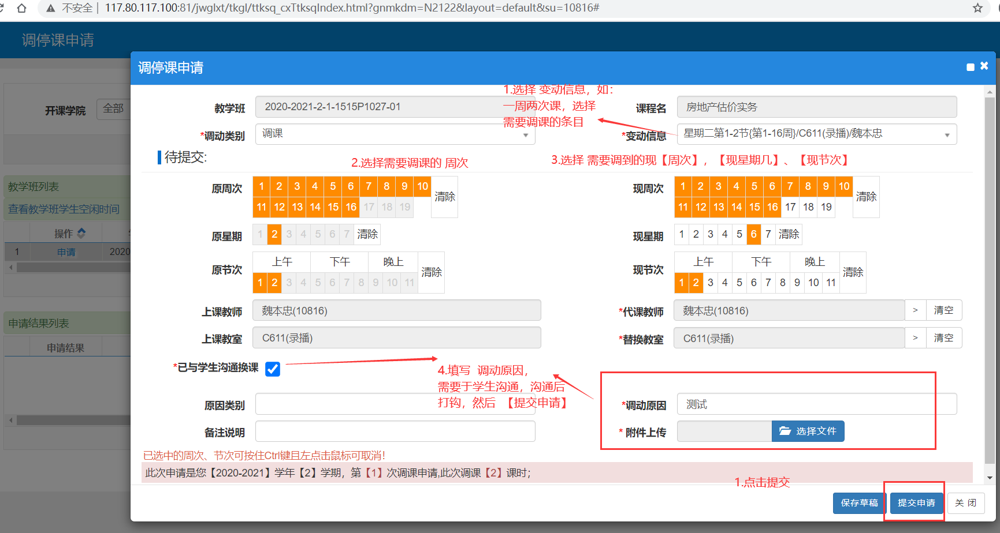 不安全 | 117.80.117.100:81/jwglxt/tkgl/ttksq_cxTtksqIndex.html?gnmkdm=N2122&layout=default&su=10816#
调停课申请
调停课申请
开课学院 全部
教学班列表
查看教学班学生空闲时间
操作
1 申请 2020
申请结果列表
申请结果
教学班 2020-2021-2-1-1515P1027-01
课程名 房地产估价实务
1.选择 变动信息，如：
一周两次课，选择
需要调课的条目
*调动类别 调课
*变动信息 星期二第1-2节{第1-16周}/C611(录播)/魏本忠
待提交:
2.选择需要调课的 周次
3.选择 需要调到的现【周次】，【现星期几】、【现节次】
原周次 1 2 3 4 5 6 7 8 9 10 清除
11 12 13 14 15 16 17 18 19
现周次 1 2 3 4 5 6 7 8 9 10 清除
11 12 13 14 15 16 17 18 19
原星期 1 2 3 4 5 6 7 清除
现星期 1 2 3 4 5 6 7 清除
原节次 上午 下午 晚上 清除
1 2 3 4 5 6 7 8 9 10 11
现节次 上午 下午 晚上 清除
1 2 3 4 5 6 7 8 9 10 11
上课教师 魏本忠(10816)
*代课教师 魏本忠(10816) > 清空
上课教室 C611(录播)
*替换教室 C611(录播) > 清空
*已与学生沟通换课
4.填写 调动原因，
需要于学生沟通，沟通后
打钩，然后 【提交申请】
原因类别
*调动原因 测试
备注说明
* 附件上传 选择文件
已选中的周次、节次可按住Ctrl键且左点击鼠标可取消！
此次申请是您【2020-2021】学年【2】学期，第【1】次调课申请,此次调课【2】课时；
1.点击提交
保存草稿 提交申请 关 闭